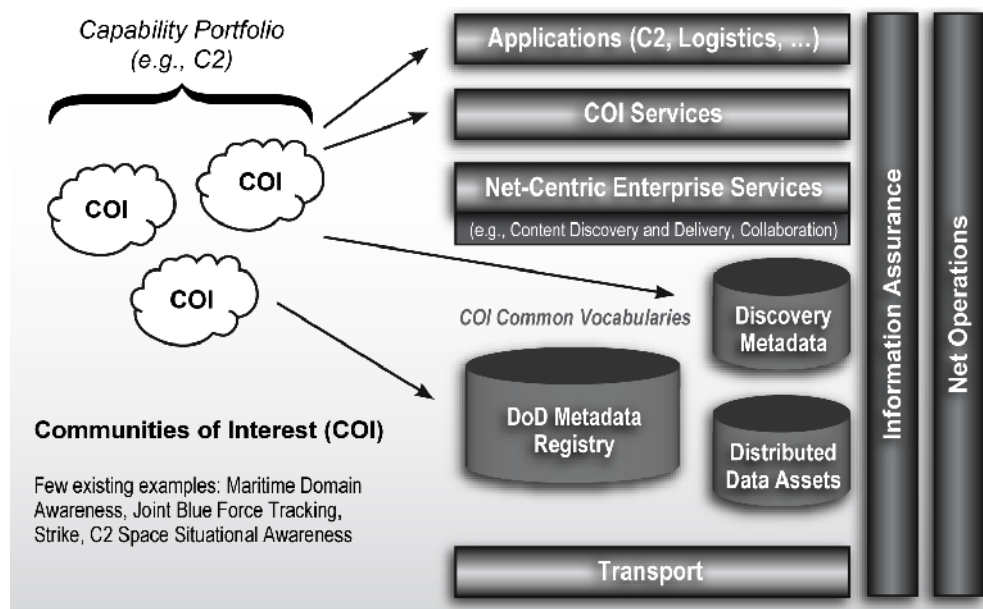 Capability Portfolio
(e.g., C2)
COI
COI
COI
Communities of Interest (COI)
Few existing examples: Maritime Domain
Awareness, Joint Blue Force Tracking,
Strike, C2 Space Situational Awareness
Applications (C2, Logistics, …)
COI Services
Net-Centric Enterprise Services
(e.g., Content Discovery and Delivery, Collaboration)
COI Common Vocabularies
Discovery
Metadata
DoD Metadata
Registry
Distributed
Data Assets
Transport
Information Assurance
Net Operations